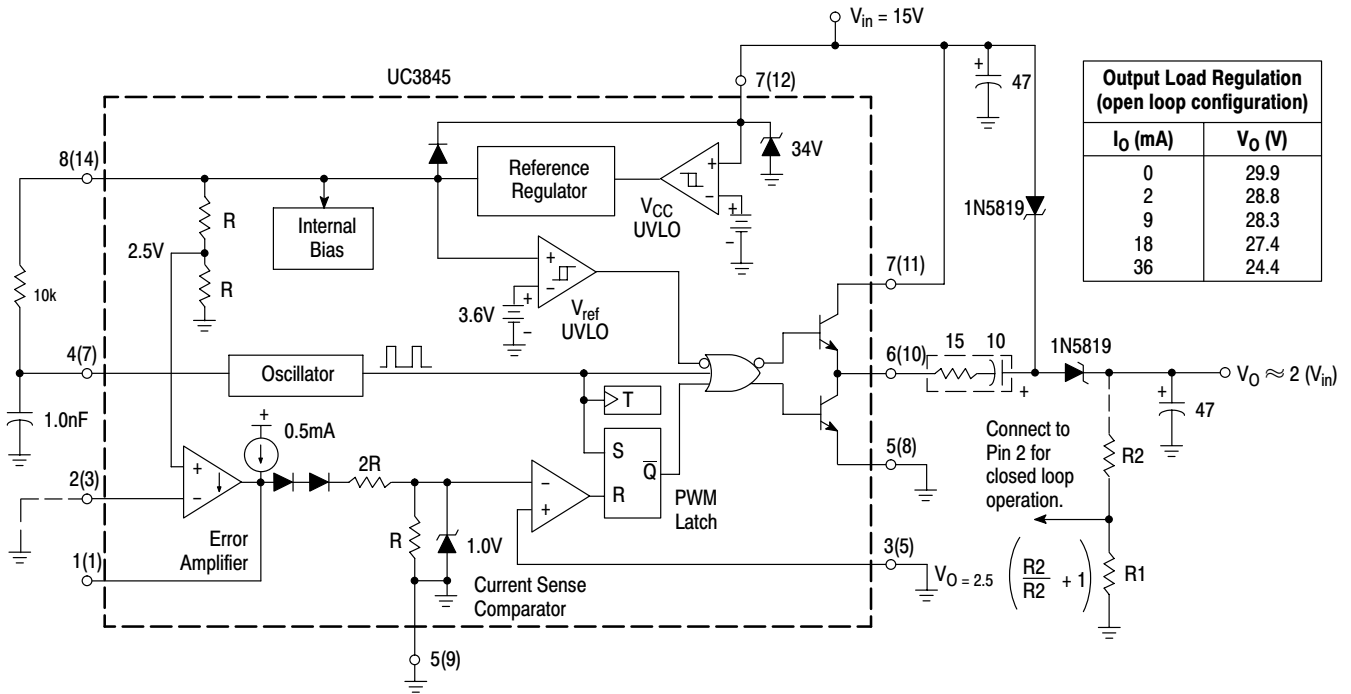 V_in = 15V
UC3845
7(12)
47
Output Load Regulation
(open loop configuration)
I_O (mA) V_O (V)
0 29.9
2 28.8
9 28.3
18 27.4
36 24.4
8(14)
34V
Reference
Regulator
+
−
V_CC
UVLO
+
−
R
Internal
Bias
1N5819
2.5V
R
10k
+
−
3.6V
+
−
V_ref
UVLO
7(11)
4(7)
Oscillator
6(10)
15 10
+
1N5819
V_O ≈ 2 (V_in)
+
47
1.0nF
T
+
0.5mA
Connect to
Pin 2 for
closed loop
operation.
R2
5(8)
S
Q̄
R
PWM
Latch
2R
+
−
−
+
2(3)
Error
Amplifier
R
1.0V
1(1)
Current Sense
Comparator
3(5)
V_O = 2.5 (R2/R2 + 1)
R1
5(9)